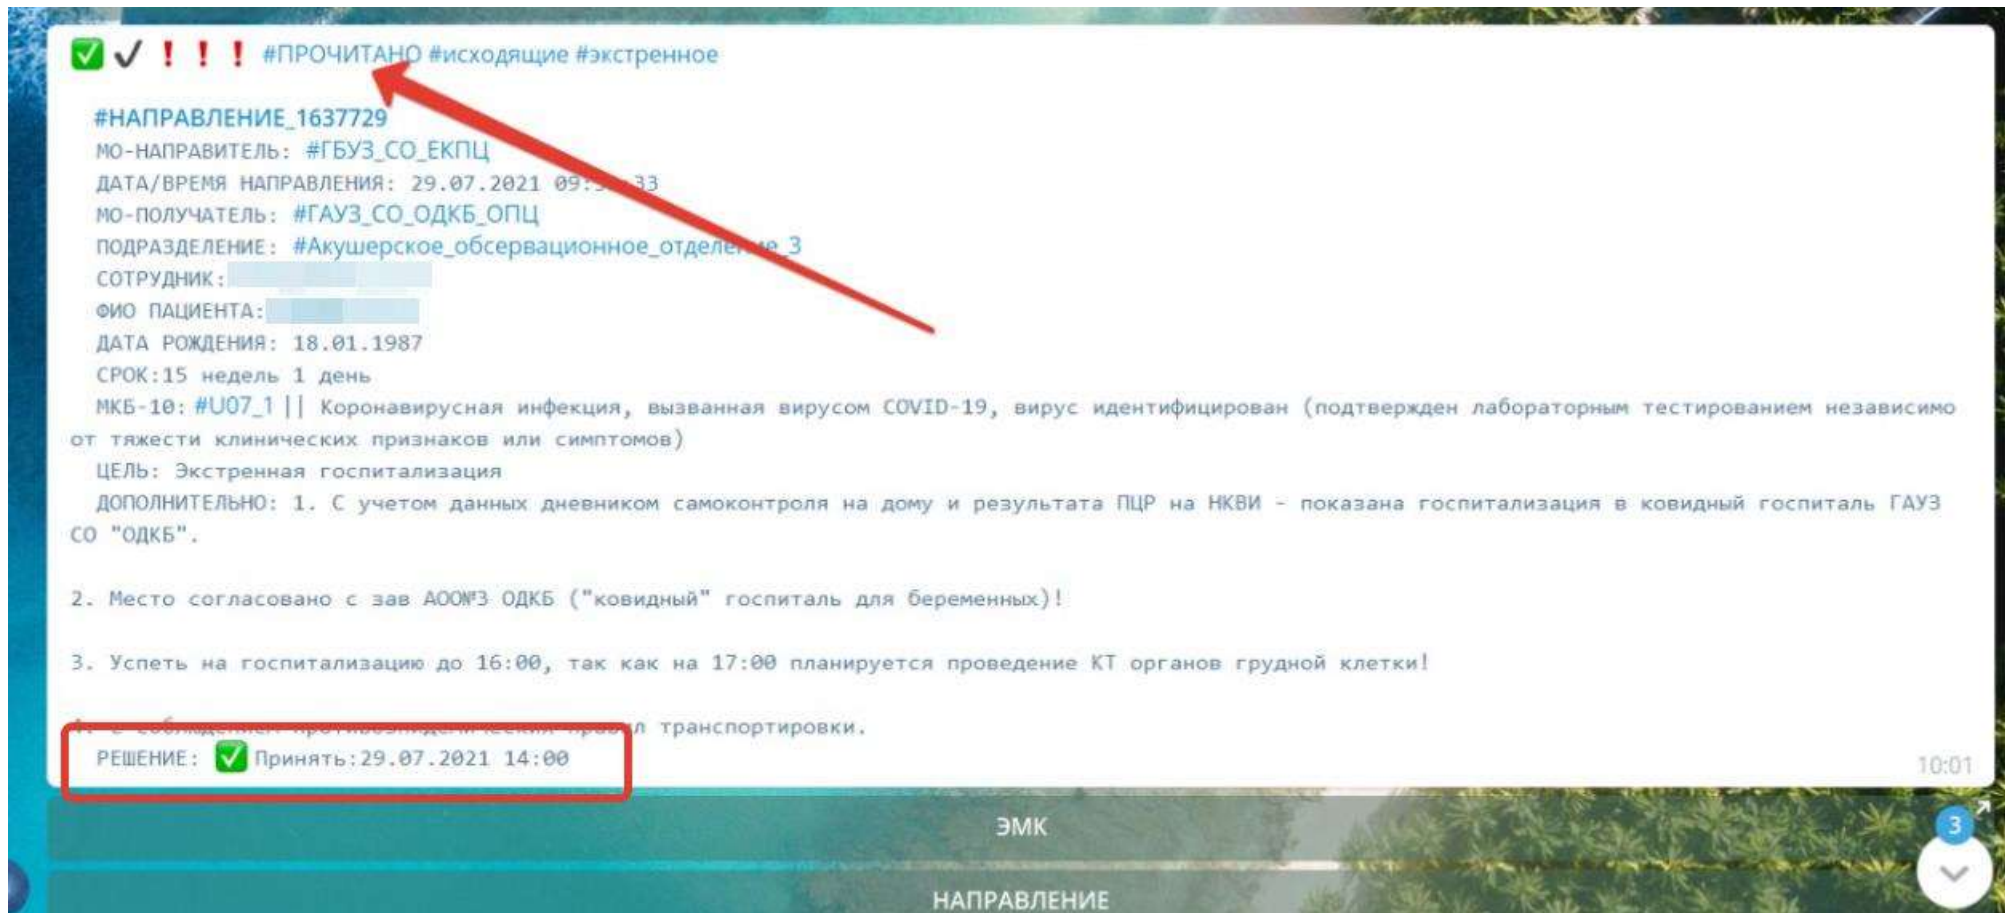 ✅ ✔ ❗ ❗ ❗ #ПРОЧИТАНО #исходящие #экстренное
#НАПРАВЛЕНИЕ_1637729
МО-НАПРАВИТЕЛЬ: #ГБУЗ_СО_ЕКПЦ
ДАТА/ВРЕМЯ НАПРАВЛЕНИЯ: 29.07.2021
МО-ПОЛУЧАТЕЛЬ: #ГАУЗ_СО_ОДКБ_ОПЦ
ПОДРАЗДЕЛЕНИЕ: #Акушерское_обсервационное_отделение_3
СОТРУДНИК:
ФИО ПАЦИЕНТА:
ДАТА РОЖДЕНИЯ: 18.01.1987
СРОК:15 недель 1 день
МКБ-10: #U07_1 || Коронавирусная инфекция, вызванная вирусом COVID-19, вирус идентифицирован (подтвержден лабораторным тестированием независимо
от тяжести клинических признаков или симптомов)
ЦЕЛЬ: Экстренная госпитализация
ДОПОЛНИТЕЛЬНО: 1. С учетом данных дневником самоконтроля на дому и результата ПЦР на НКВИ - показана госпитализация в ковидный госпиталь ГАУЗ
СО "ОДКБ".
2. Место согласовано с зав АОО№3 ОДКБ ("ковидный" госпиталь для беременных)!
3. Успеть на госпитализацию до 16:00, так как на 17:00 планируется проведение КТ органов грудной клетки!
4. С соблюдением противоэпидемических правил транспортировки.
РЕШЕНИЕ: ✅ Принять:29.07.2021 14:00
10:01
ЭМК
3
НАПРАВЛЕНИЕ